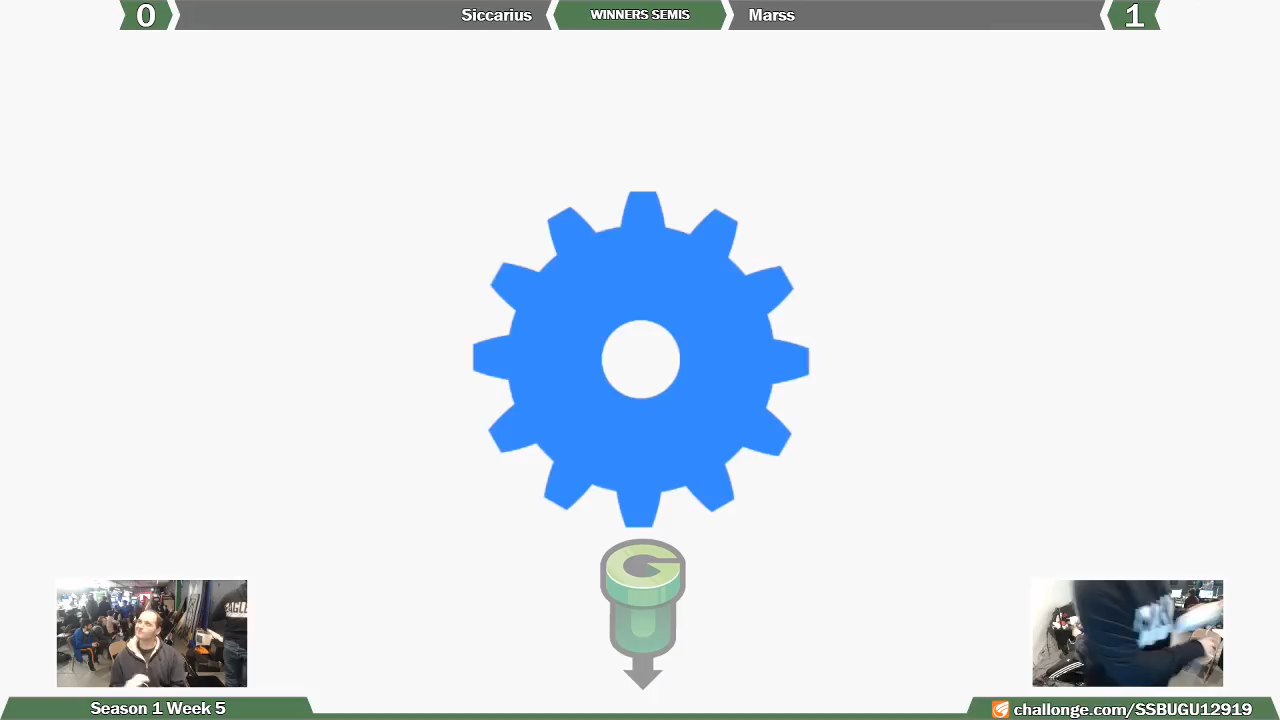 0
Siccarius
WINNERS SEMIS
Marss
1
Season 1 Week 5
challonge.com/SSBUGU12919